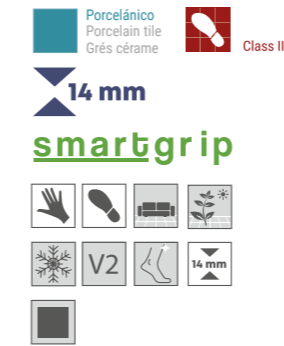 Porcelánico
Porcelain tile
Grés cérame
Class II
14 mm
smartgrip
V2
14 mm